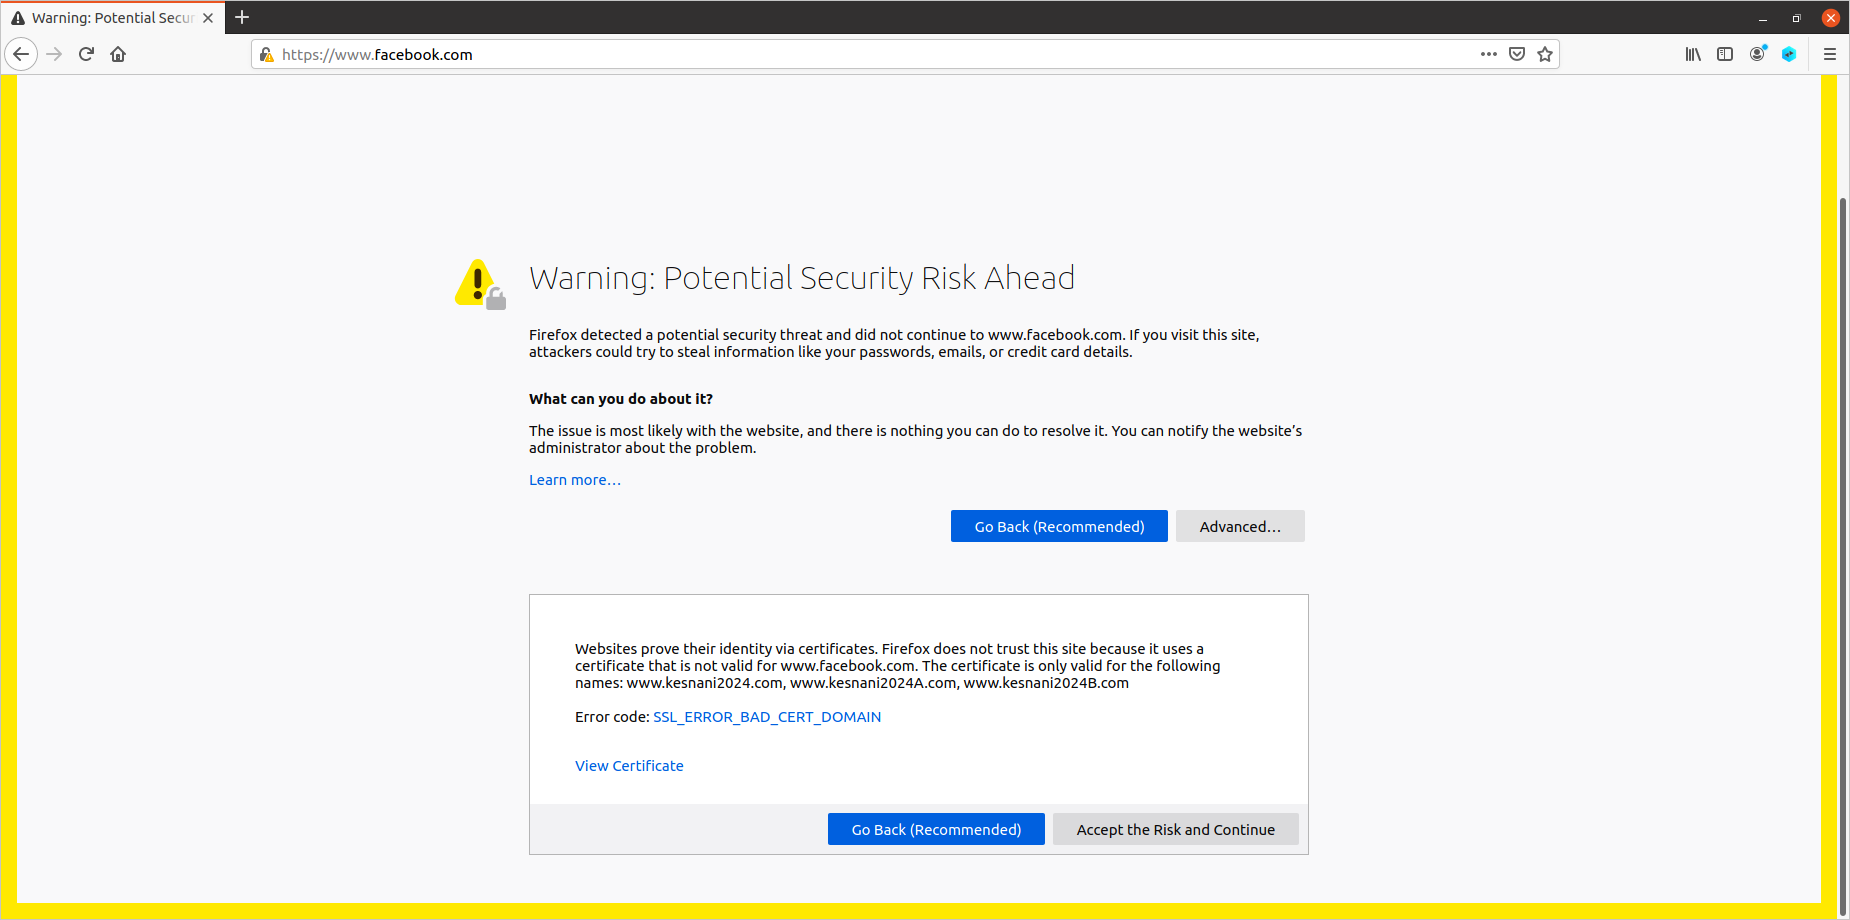 Warning: Potential Secur
https://www.facebook.com
Warning: Potential Security Risk Ahead
Firefox detected a potential security threat and did not continue to www.facebook.com. If you visit this site,
attackers could try to steal information like your passwords, emails, or credit card details.
What can you do about it?
The issue is most likely with the website, and there is nothing you can do to resolve it. You can notify the website’s
administrator about the problem.
Learn more…
Go Back (Recommended)
Advanced…
Websites prove their identity via certificates. Firefox does not trust this site because it uses a
certificate that is not valid for www.facebook.com. The certificate is only valid for the following
names: www.kesnani2024.com, www.kesnani2024A.com, www.kesnani2024B.com
Error code: SSL_ERROR_BAD_CERT_DOMAIN
View Certificate
Go Back (Recommended)
Accept the Risk and Continue